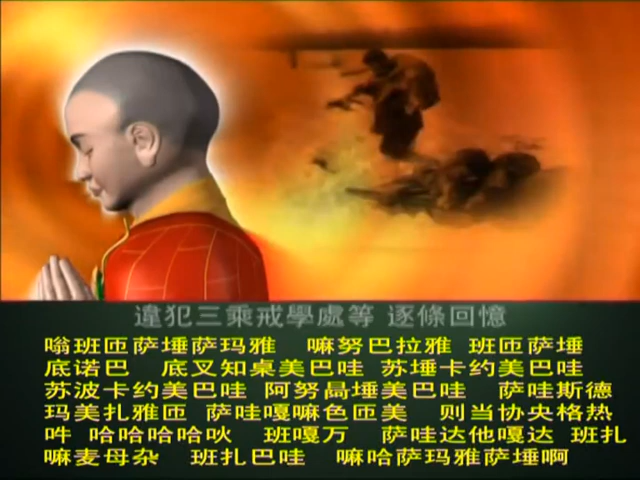 違犯三乘戒學處等 逐條回憶
嗡班匝萨埵萨玛雅 嘛努巴拉雅 班匝萨埵
底诺巴 底叉知桌美巴哇 苏埵卡约美巴哇
苏波卡约美巴哇 阿努晑埵美巴哇 萨哇斯德
玛美扎雅匝 萨哇嘎嘛色匝美 则当协央格热
吽 哈哈哈哈吙 班嘎万 萨哇达他嘎达 班扎
嘛麦母杂 班扎巴哇 嘛哈萨玛雅萨埵啊